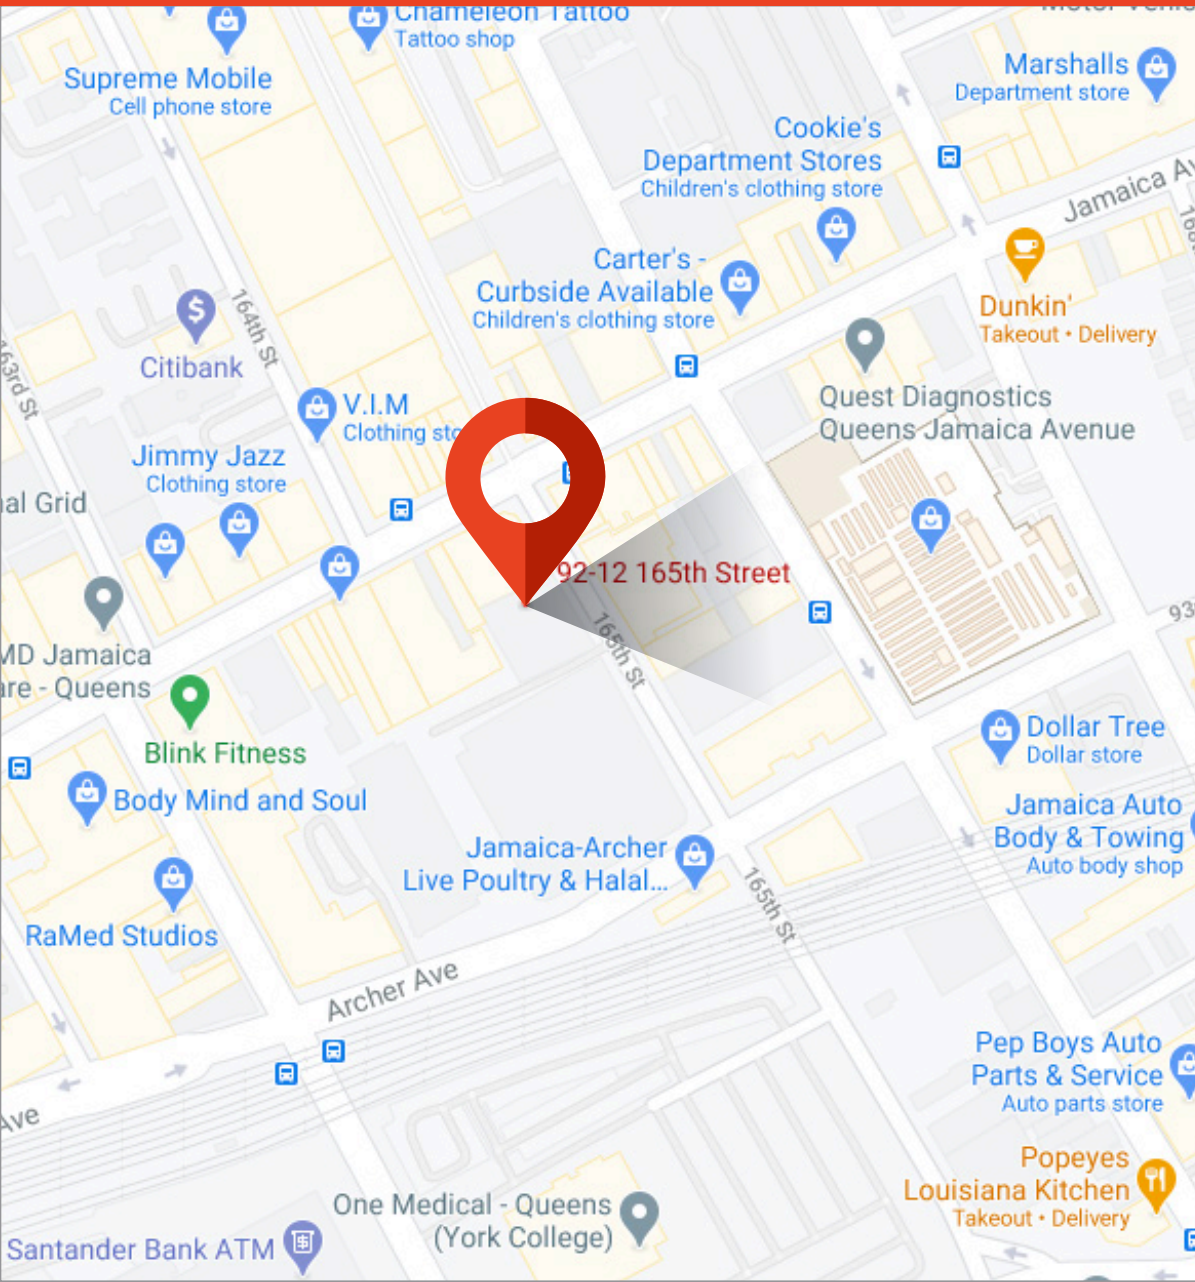 Chameleon Tattoo
Tattoo shop
Supreme Mobile
Cell phone store
Marshalls
Department store
Cookie's
Department Stores
Children's clothing store
Jamaica Av
Carter's -
Curbside Available
Children's clothing store
Dunkin'
Takeout • Delivery
164th St
163rd St
Citibank
V.I.M
Clothing sto
Quest Diagnostics
Queens Jamaica Avenue
Jimmy Jazz
Clothing store
al Grid
92-12 165th Street
165th St
93
MD Jamaica
are - Queens
Blink Fitness
Body Mind and Soul
Dollar Tree
Dollar store
Jamaica Auto
Body & Towing
Auto body shop
Jamaica-Archer
Live Poultry & Halal...
165th St
RaMed Studios
Archer Ave
Pep Boys Auto
Parts & Service
Auto parts store
Ave
Popeyes
Louisiana Kitchen
Takeout • Delivery
One Medical - Queens
(York College)
Santander Bank ATM